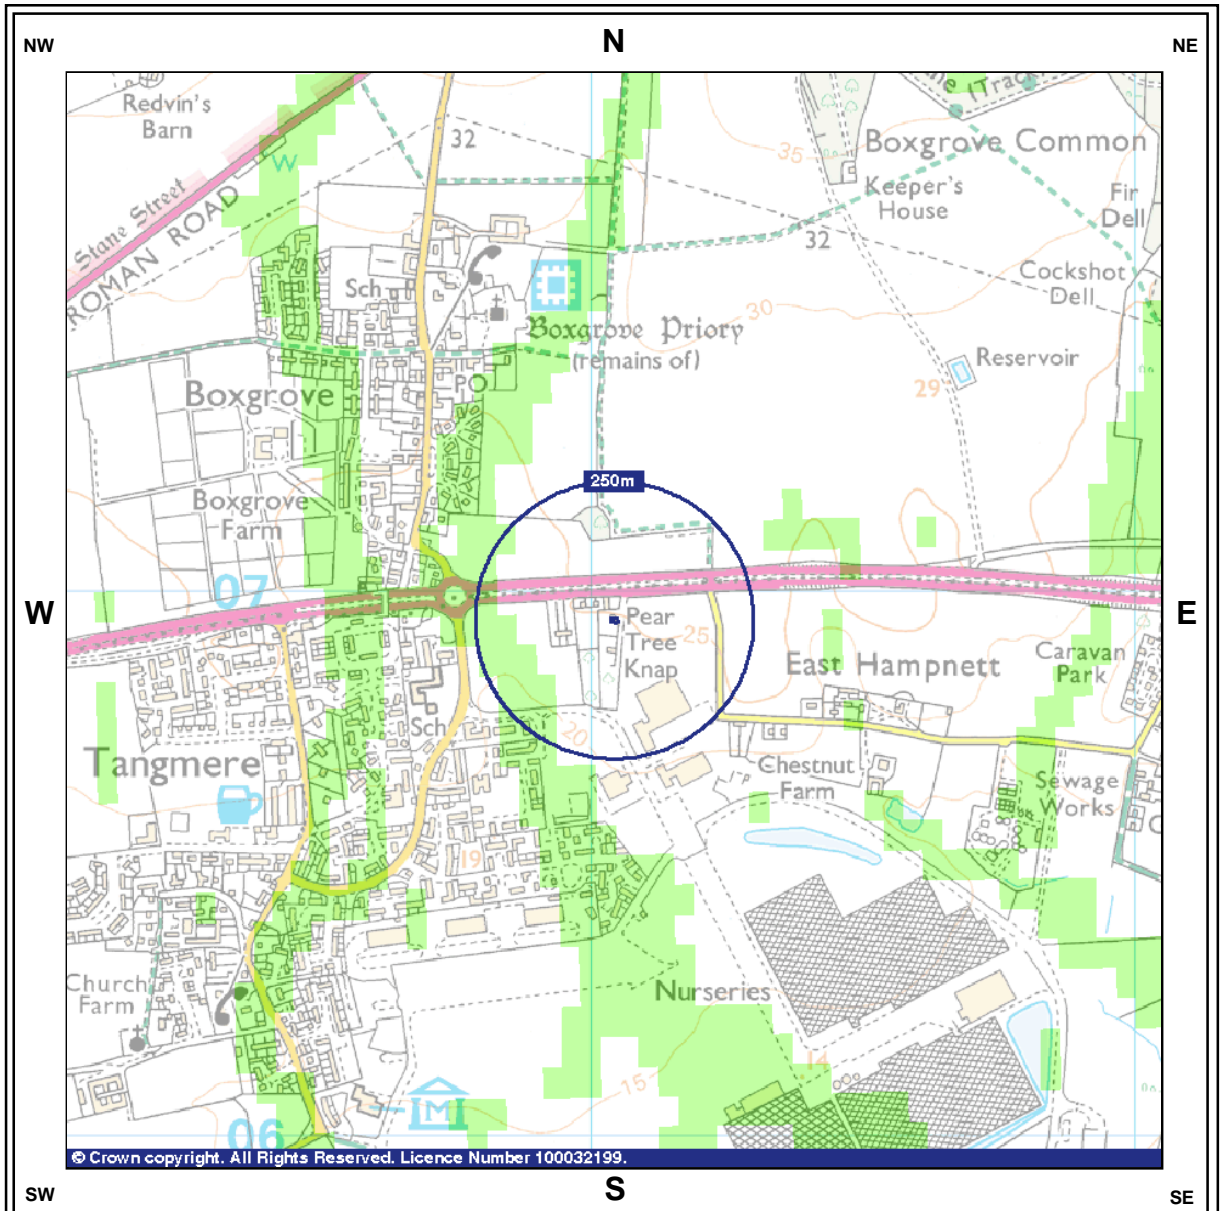 NW
N
NE
Redvin's
Barn
32
W
Stane Street
ROMAN ROAD
Sch
35
Boxgrove Common
Keeper's
House
Fir
Dell
32
Cockshot
Dell
30
Boxgrove Priory
(remains of)
Reservoir
29
PO
Boxgrove
Boxgrove
Farm
250m
07
W
E
Pear
Tree
Knap
25
East Hampnett
Caravan
Park
Sch
20
Tangmere
Chestnut
Farm
Sewage
Works
19
Church
Farm
Nurseries
14
15
M
06
© Crown copyright. All Rights Reserved. Licence Number 100032199.
SW
S
SE